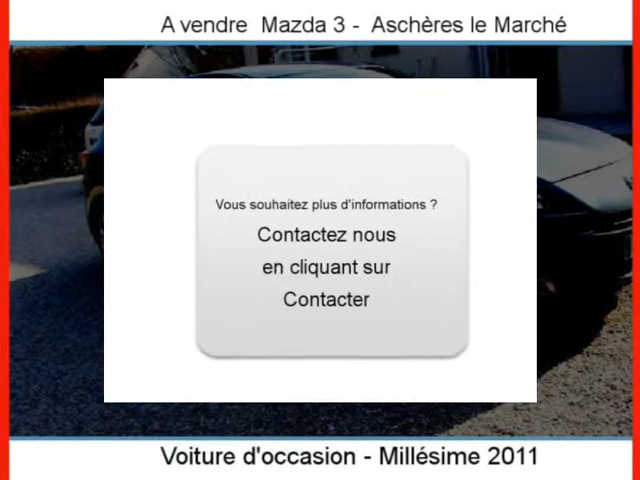 A vendre  Mazda 3 -  Aschères le Marché
Vous souhaitez plus d'informations ?
Contactez nous
en cliquant sur
Contacter
Voiture d'occasion - Millésime 2011